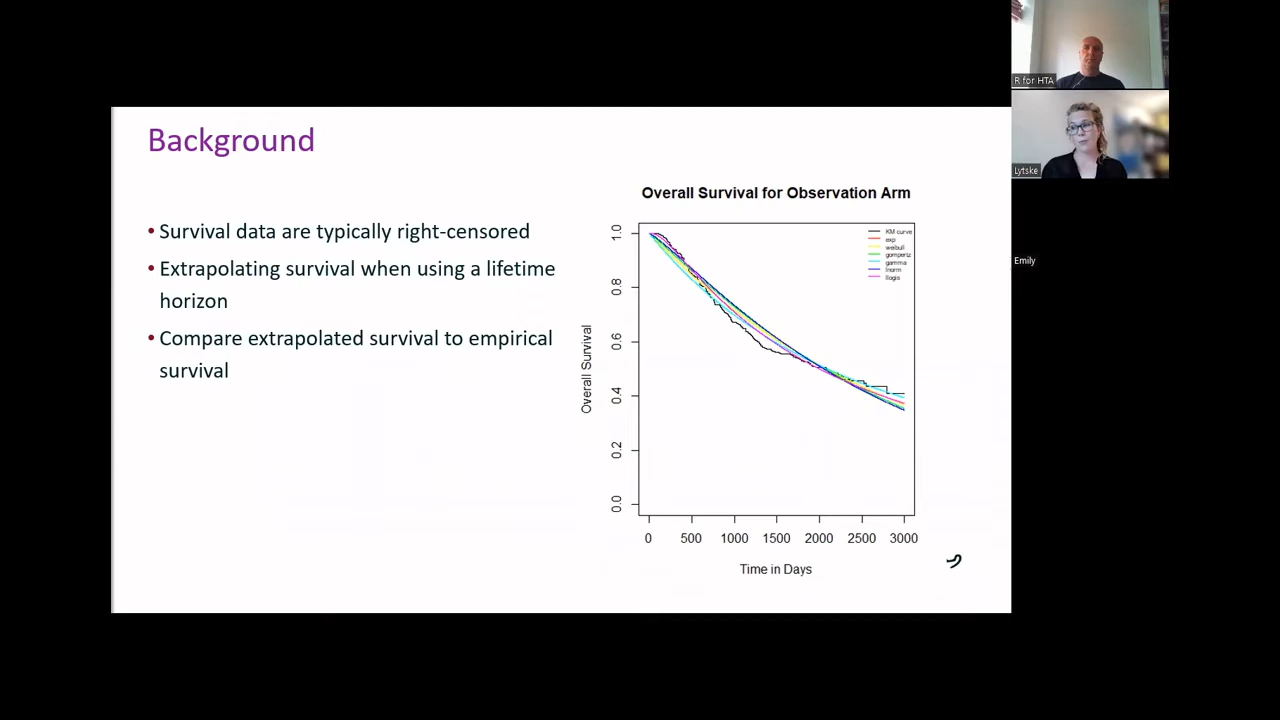 Background
• Survival data are typically right-censored
• Extrapolating survival when using a lifetime
horizon
• Compare extrapolated survival to empirical
survival
Overall Survival for Observation Arm
KM curve
exp
weibull
gompertz
gamma
lnorm
llogis
Overall Survival
1.0
0.8
0.6
0.4
0.2
0.0
0 500 1000 1500 2000 2500 3000
Time in Days
R for HTA
Lytske
Emily